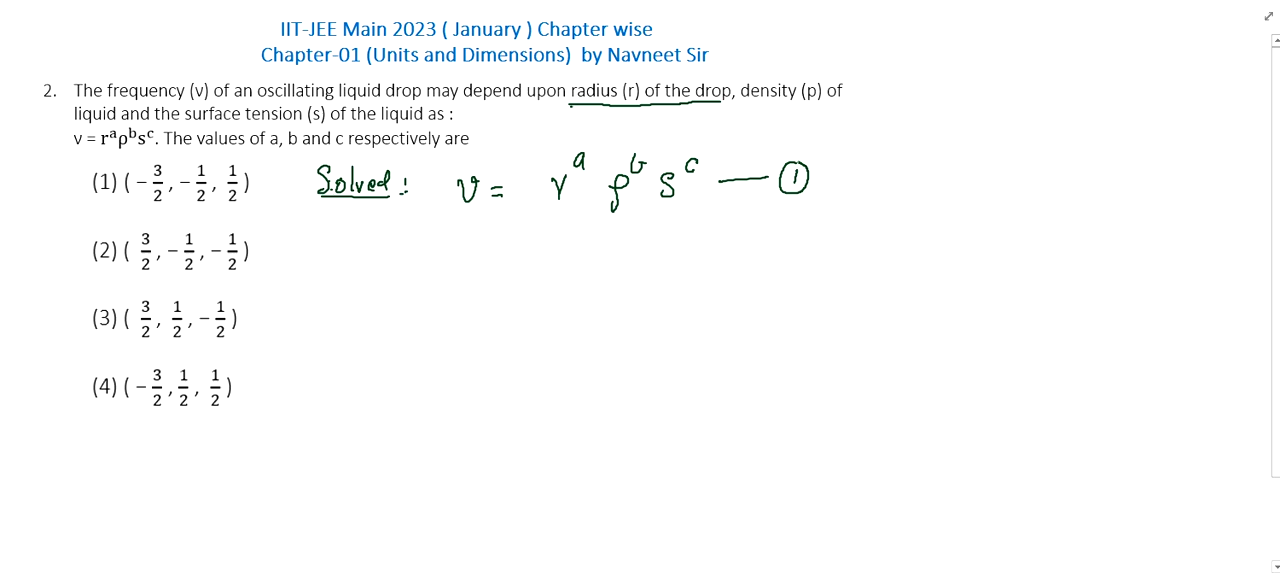 IIT-JEE Main 2023 ( January ) Chapter wise
Chapter-01 (Units and Dimensions) by Navneet Sir
2. The frequency (v) of an oscillating liquid drop may depend upon radius (r) of the drop, density (p) of
liquid and the surface tension (s) of the liquid as :
v = rᵃρᵇsᶜ. The values of a, b and c respectively are
(1) ( − 3/2 , − 1/2 , 1/2 )
Solved : ν = r^a ρ^b s^c — ①
(2) ( 3/2 , − 1/2 , − 1/2 )
(3) ( 3/2 , 1/2 , − 1/2 )
(4) ( − 3/2 , 1/2 , 1/2 )